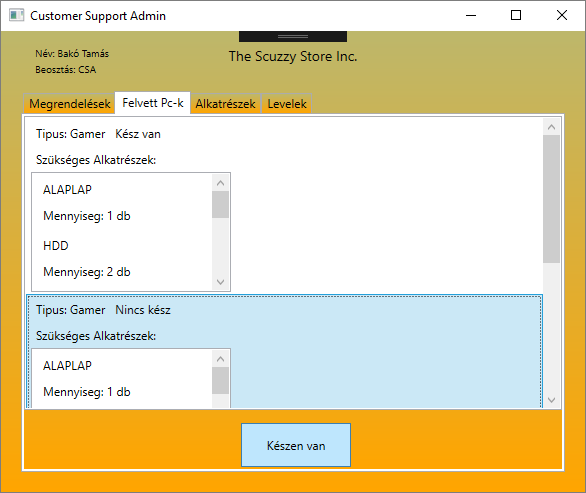 Customer Support Admin
Név: Bakó Tamás
Beosztás: CSA
The Scuzzy Store Inc.
Megrendelések Felvett Pc-k Alkatrészek Levelek
Tipus: Gamer Kész van
Szükséges Alkatrészek:
ALAPLAP
Mennyiseg: 1 db
HDD
Mennyiseg: 2 db
Tipus: Gamer Nincs kész
Szükséges Alkatrészek:
ALAPLAP
Mennyiseg: 1 db
Készen van